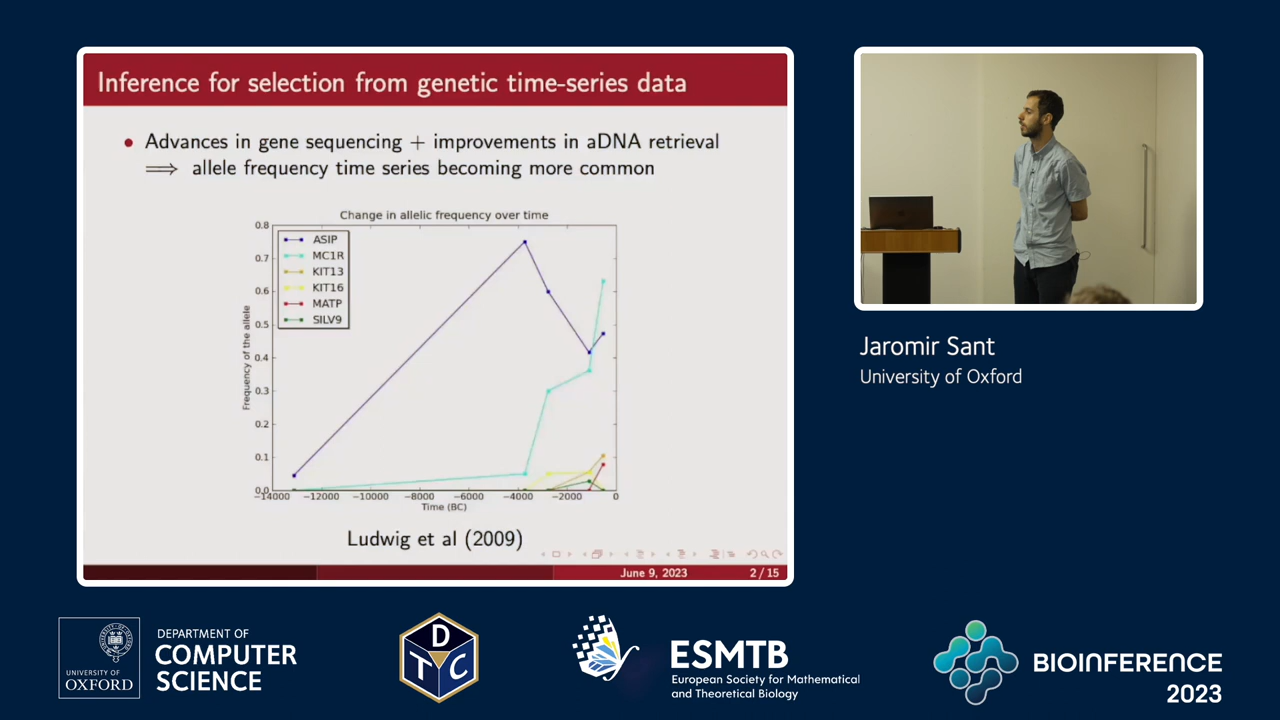 Inference for selection from genetic time-series data
• Advances in gene sequencing + improvements in aDNA retrieval
⟹ allele frequency time series becoming more common
Change in allelic frequency over time
0.8
0.7
0.6
0.5
0.4
0.3
0.2
0.1
0.0
ASIP
MC1R
KIT13
KIT16
MATP
SILV9
Frequency of the allele
−14000 −12000 −10000 −8000 −6000 −4000 −2000 0
Time (BC)
Ludwig et al (2009)
June 9, 2023 2 / 15
Jaromir Sant
University of Oxford
UNIVERSITY OF
OXFORD
DEPARTMENT OF
COMPUTER
SCIENCE
D
T C
ESMTB
European Society for Mathematical
and Theoretical Biology
BIOINFERENCE
2023